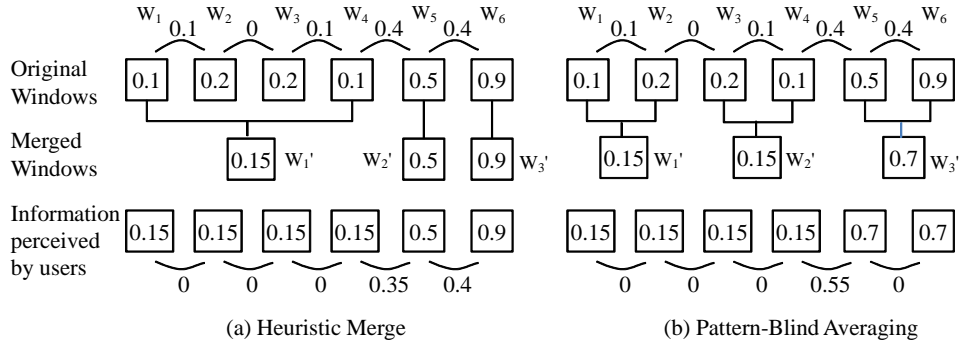 W₁ W₂ W₃ W₄ W₅ W₆ W₁ W₂ W₃ W₄ W₅ W₆
0.1 0 0.1 0.4 0.4 0.1 0 0.1 0.4 0.4
Original
Windows
0.1 0.2 0.2 0.1 0.5 0.9 0.1 0.2 0.2 0.1 0.5 0.9
Merged
Windows
0.15 W₁' W₂' 0.5 0.9 W₃' 0.15 W₁' 0.15 W₂' 0.7 W₃'
Information
perceived
by users
0.15 0.15 0.15 0.15 0.5 0.9 0.15 0.15 0.15 0.15 0.7 0.7
0 0 0 0.35 0.4 0 0 0 0.55 0
(a) Heuristic Merge (b) Pattern-Blind Averaging